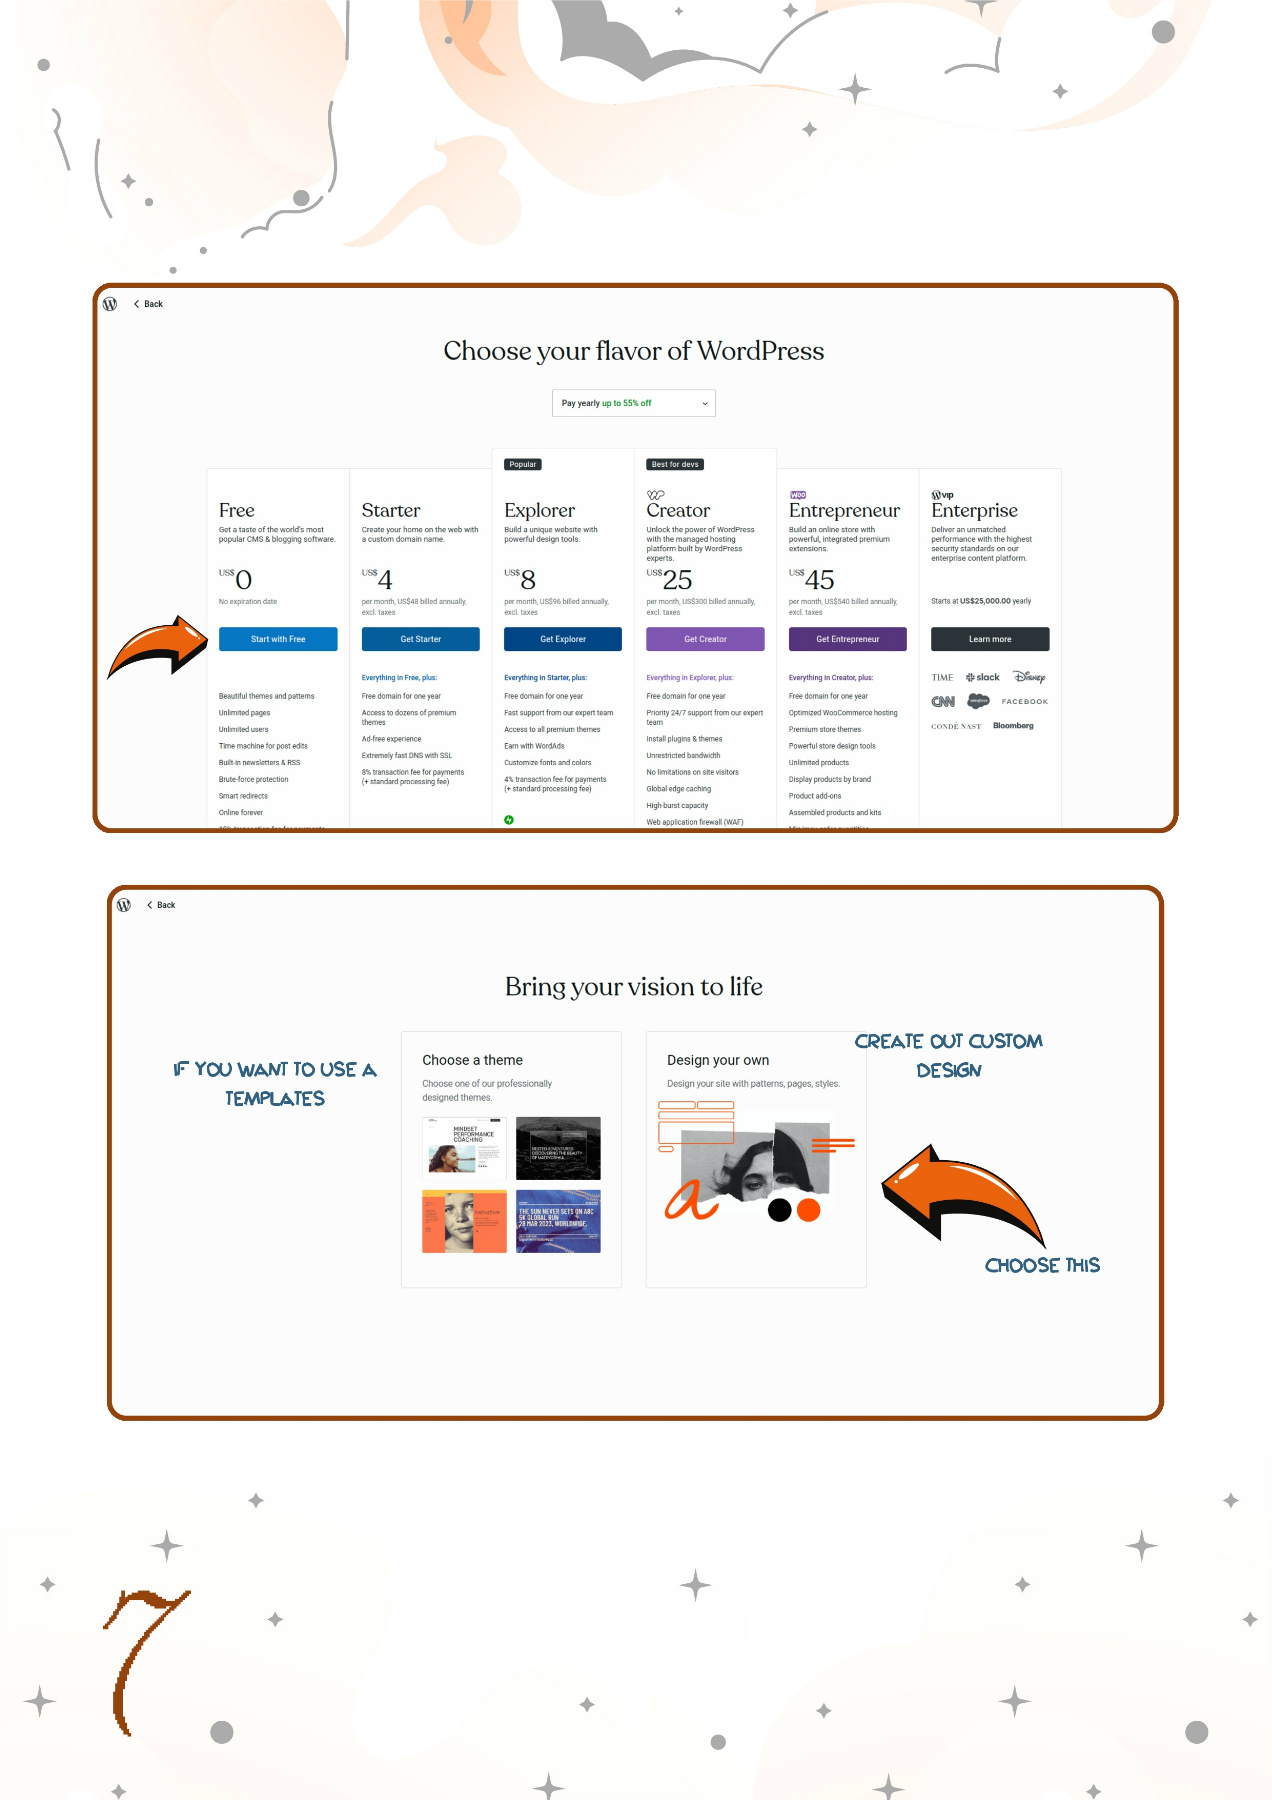 Back
Choose your flavor of WordPress
Pay yearly up to 55% off
Popular
Best for devs
Free
Get a taste of the world's most
popular CMS & blogging software.
US$0
No expiration date
Start with Free
Beautiful themes and patterns
Unlimited pages
Unlimited users
Time machine for post edits
Built-in newsletters & RSS
Brute-force protection
Smart redirects
Online forever
Starter
Create your home on the web with
a custom domain name.
US$4
per month, US$48 billed annually,
excl. taxes
Get Starter
Everything in Free, plus:
Free domain for one year
Access to dozens of premium
themes
Ad-free experience
Extremely fast DNS with SSL
8% transaction fee for payments
(+ standard processing fee)
Explorer
Build a unique website with
powerful design tools.
US$8
per month, US$96 billed annually,
excl. taxes
Get Explorer
Everything in Starter, plus:
Free domain for one year
Fast support from our expert team
Access to all premium themes
Earn with WordAds
Customize fonts and colors
4% transaction fee for payments
(+ standard processing fee)
Creator
Unlock the power of WordPress
with the managed hosting
platform built by WordPress
experts.
US$25
per month, US$300 billed annually,
excl. taxes
Get Creator
Everything in Explorer, plus:
Free domain for one year
Priority 24/7 support from our expert
team
Install plugins & themes
Unrestricted bandwidth
No limitations on site visitors
Global edge caching
High-burst capacity
Web application firewall (WAF)
WOO
Entrepreneur
Build an online store with
powerful, integrated premium
extensions.
US$45
per month, US$540 billed annually,
excl. taxes
Get Entrepreneur
Everything in Creator, plus:
Free domain for one year
Optimized WooCommerce hosting
Premium store themes
Powerful store design tools
Unlimited products
Display products by brand
Product add-ons
Assembled products and kits
vip
Enterprise
Deliver an unmatched
performance with the highest
security standards on our
enterprise content platform.
Starts at US$25,000.00 yearly
Learn more
TIME slack Disney
CNN salesforce FACEBOOK
CONDÉ NAST Bloomberg
Back
Bring your vision to life
IF YOU WANT TO USE A
TEMPLATES
Choose a theme
Choose one of our professionally
designed themes.
MINDSET
PERFORMANCE
COACHING
NESTED ADVENTURES:
DISCOVERING THE BEAUTY
OF MATRYOSHKA
THE SUN NEVER SETS ON ABC
5K GLOBAL RUN
28 MAR 2023, WORLDWIDE.
Design your own
Design your site with patterns, pages, styles.
a
CREATE OUT CUSTOM
DESIGN
CHOOSE THIS
7